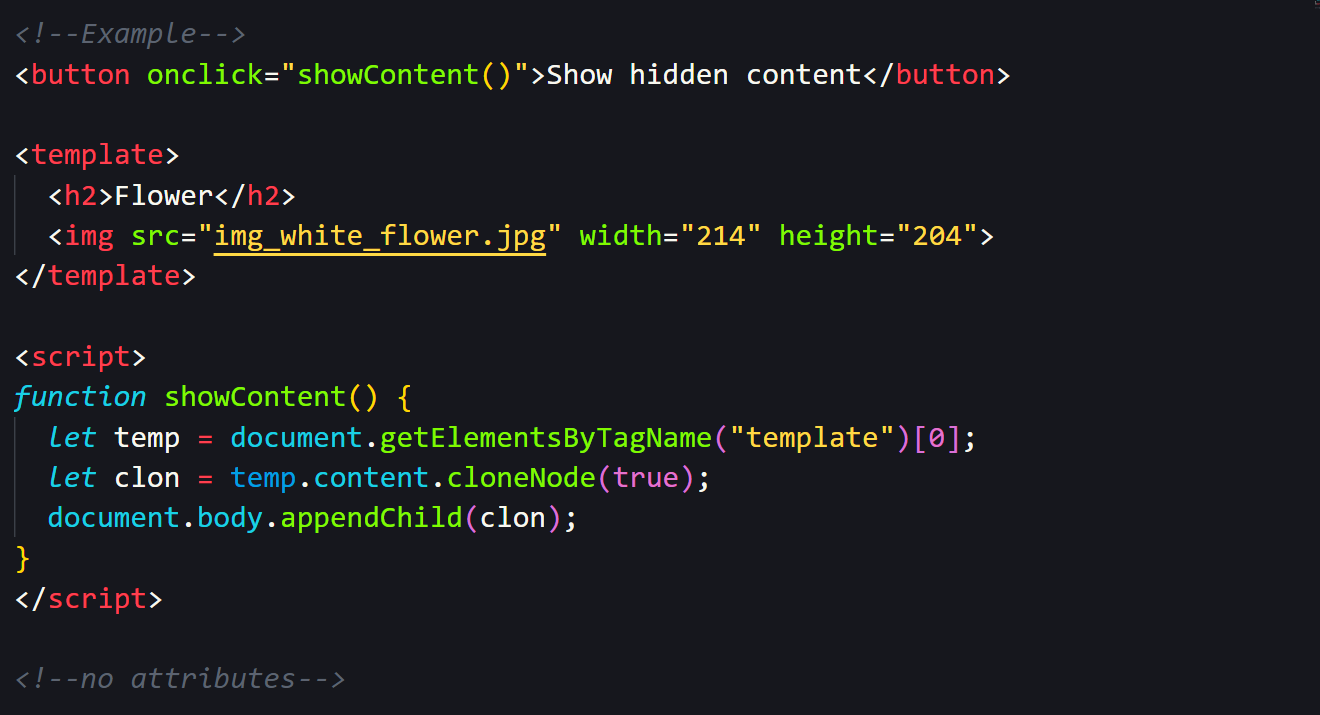 <!--Example-->
<button onclick="showContent()">Show hidden content</button>
<template>
<h2>Flower</h2>
<img src="img_white_flower.jpg" width="214" height="204">
</template>
<script>
function showContent() {
let temp = document.getElementsByTagName("template")[0];
let clon = temp.content.cloneNode(true);
document.body.appendChild(clon);
}
</script>
<!--no attributes-->